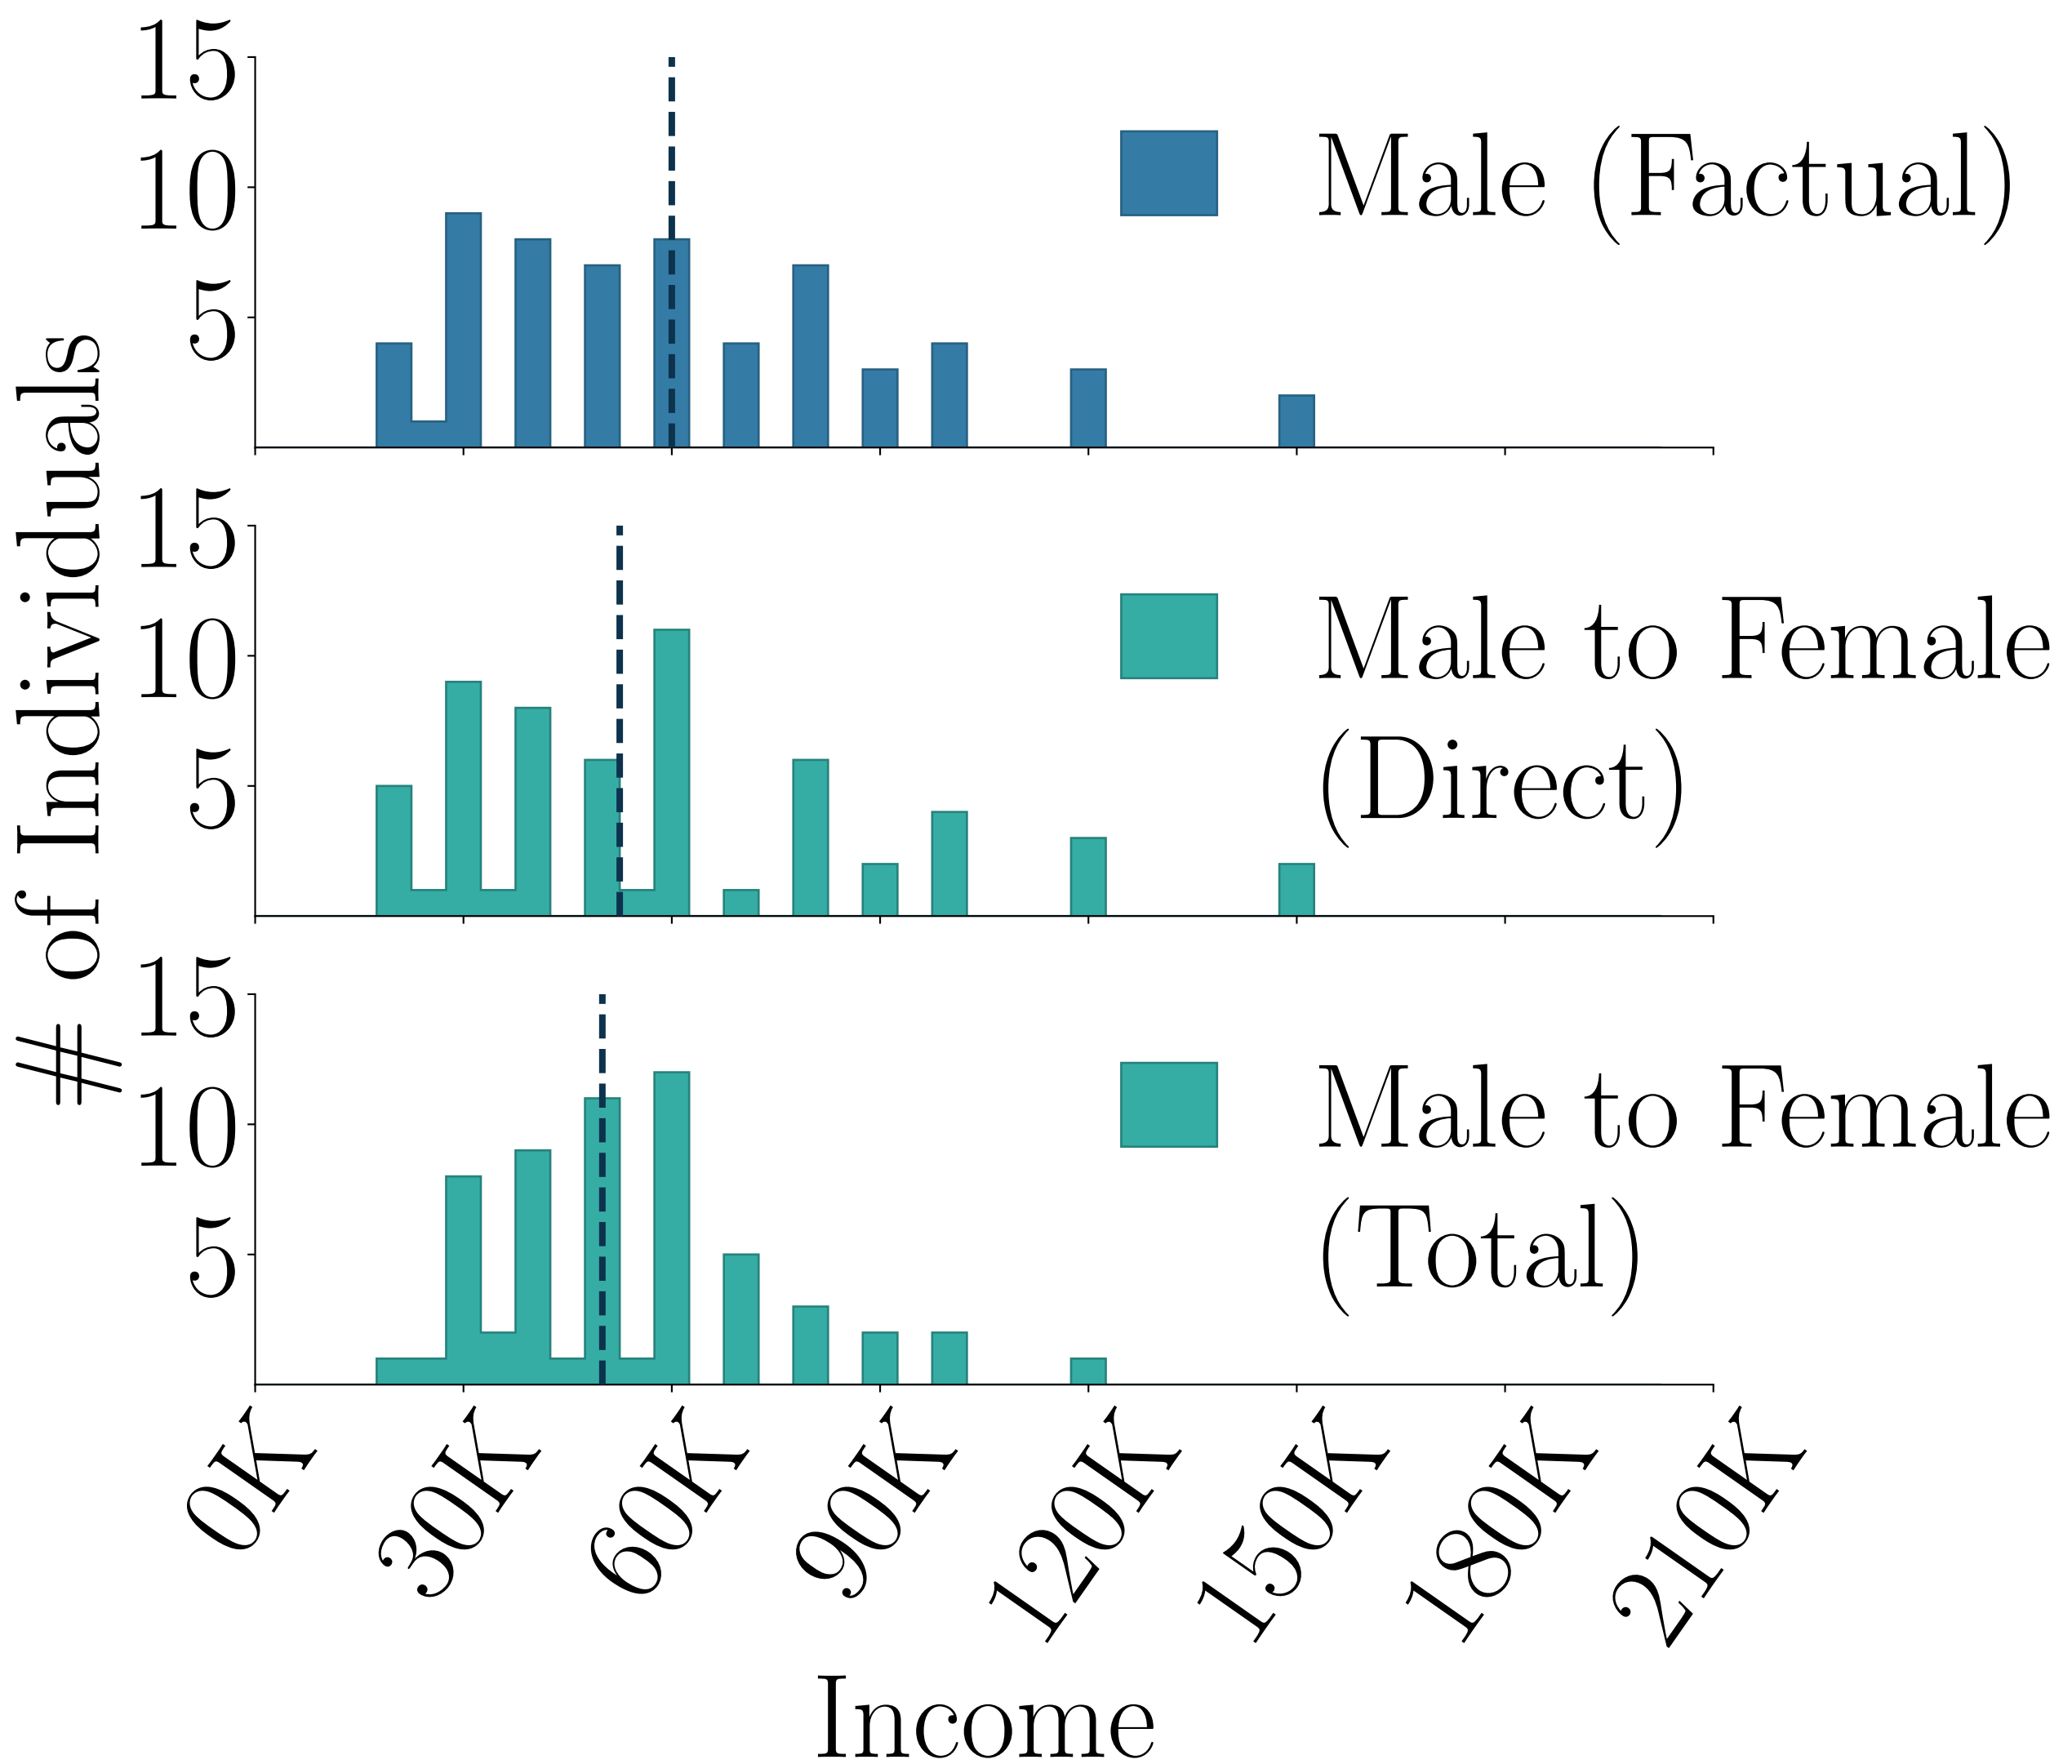 # of Individuals
15
10
5
Male (Factual)
15
10
5
Male to Female
(Direct)
15
10
5
Male to Female
(Total)
0K
30K
60K
90K
120K
150K
180K
210K
Income